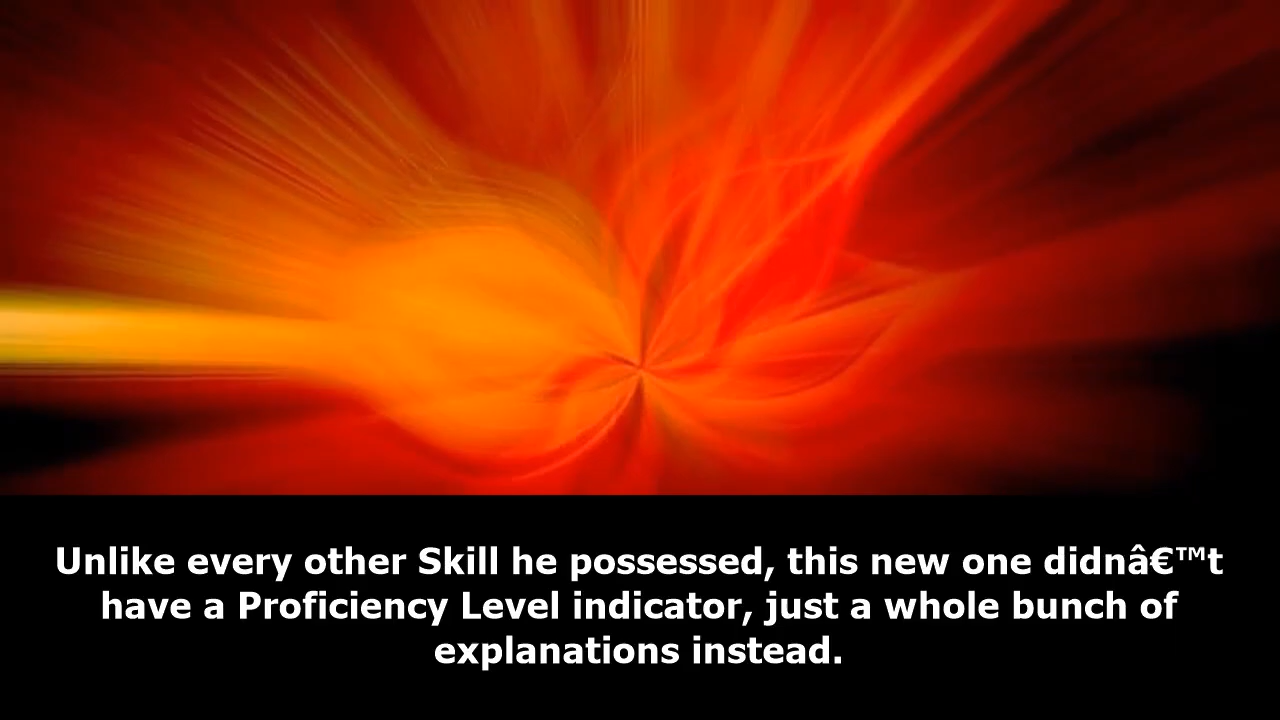 Unlike every other Skill he possessed, this new one didnâ€™t
have a Proficiency Level indicator, just a whole bunch of
explanations instead.